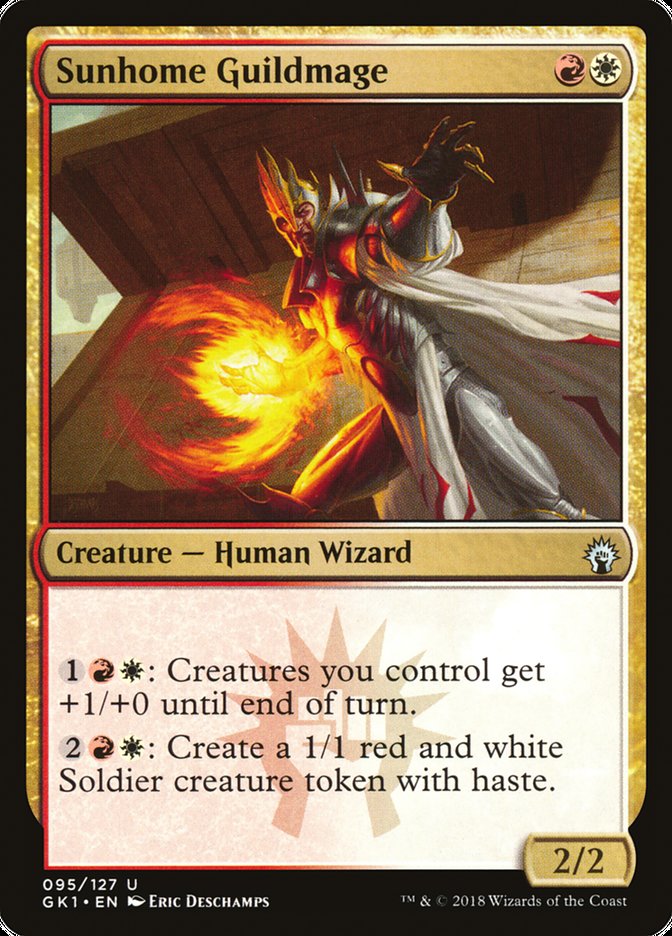 Sunhome Guildmage
Creature — Human Wizard
1 : Creatures you control get
+1/+0 until end of turn.
2 : Create a 1/1 red and white
Soldier creature token with haste.
2/2
095/127 U
GK1 • EN Eric Deschamps
™ & © 2018 Wizards of the Coast